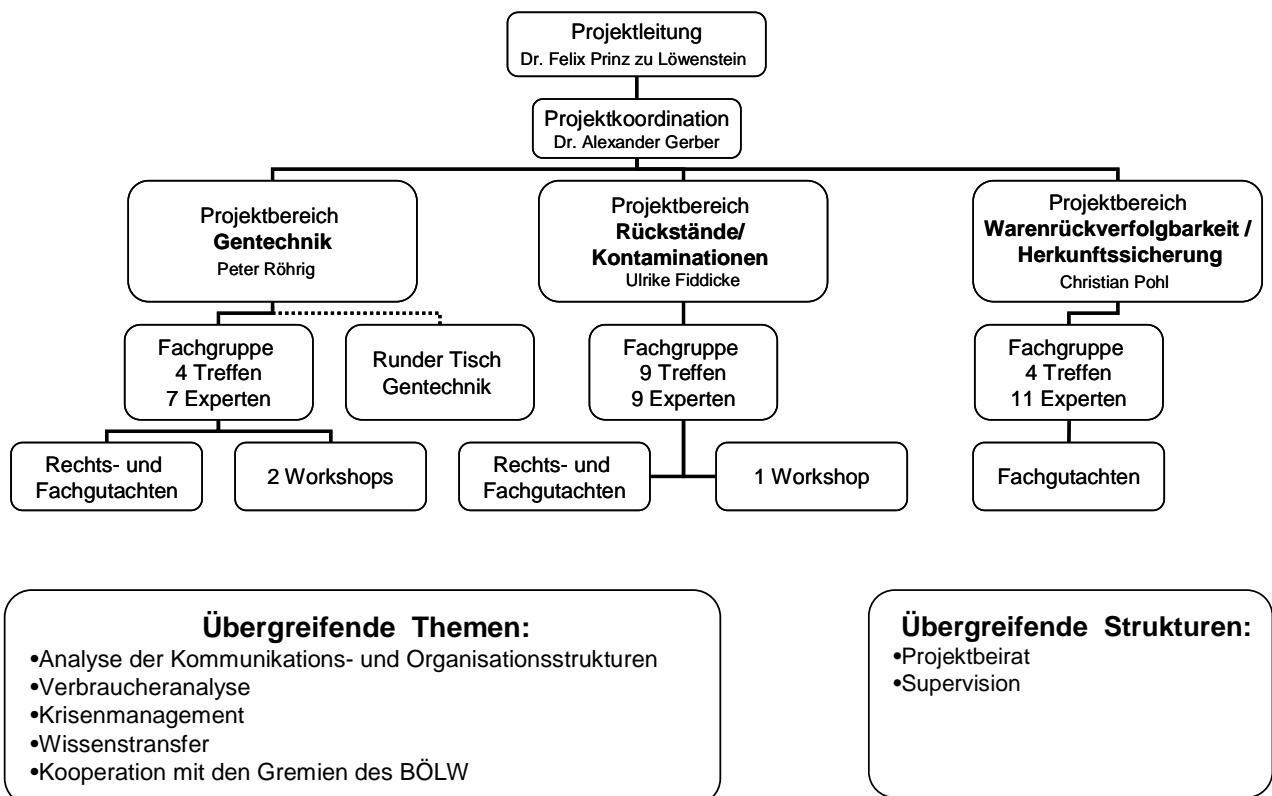 Projektleitung
Dr. Felix Prinz zu Löwenstein
Projektkoordination
Dr. Alexander Gerber
Projektbereich
Gentechnik
Peter Röhrig
Projektbereich
Rückstände/
Kontaminationen
Ulrike Fiddicke
Projektbereich
Warenrückverfolgbarkeit /
Herkunftssicherung
Christian Pohl
Fachgruppe
4 Treffen
7 Experten
Runder Tisch
Gentechnik
Fachgruppe
9 Treffen
9 Experten
Fachgruppe
4 Treffen
11 Experten
Rechts- und
Fachgutachten
2 Workshops
Rechts- und
Fachgutachten
1 Workshop
Fachgutachten
Übergreifende Themen:
•Analyse der Kommunikations- und Organisationsstrukturen
•Verbraucheranalyse
•Krisenmanagement
•Wissenstransfer
•Kooperation mit den Gremien des BÖLW
Übergreifende Strukturen:
•Projektbeirat
•Supervision